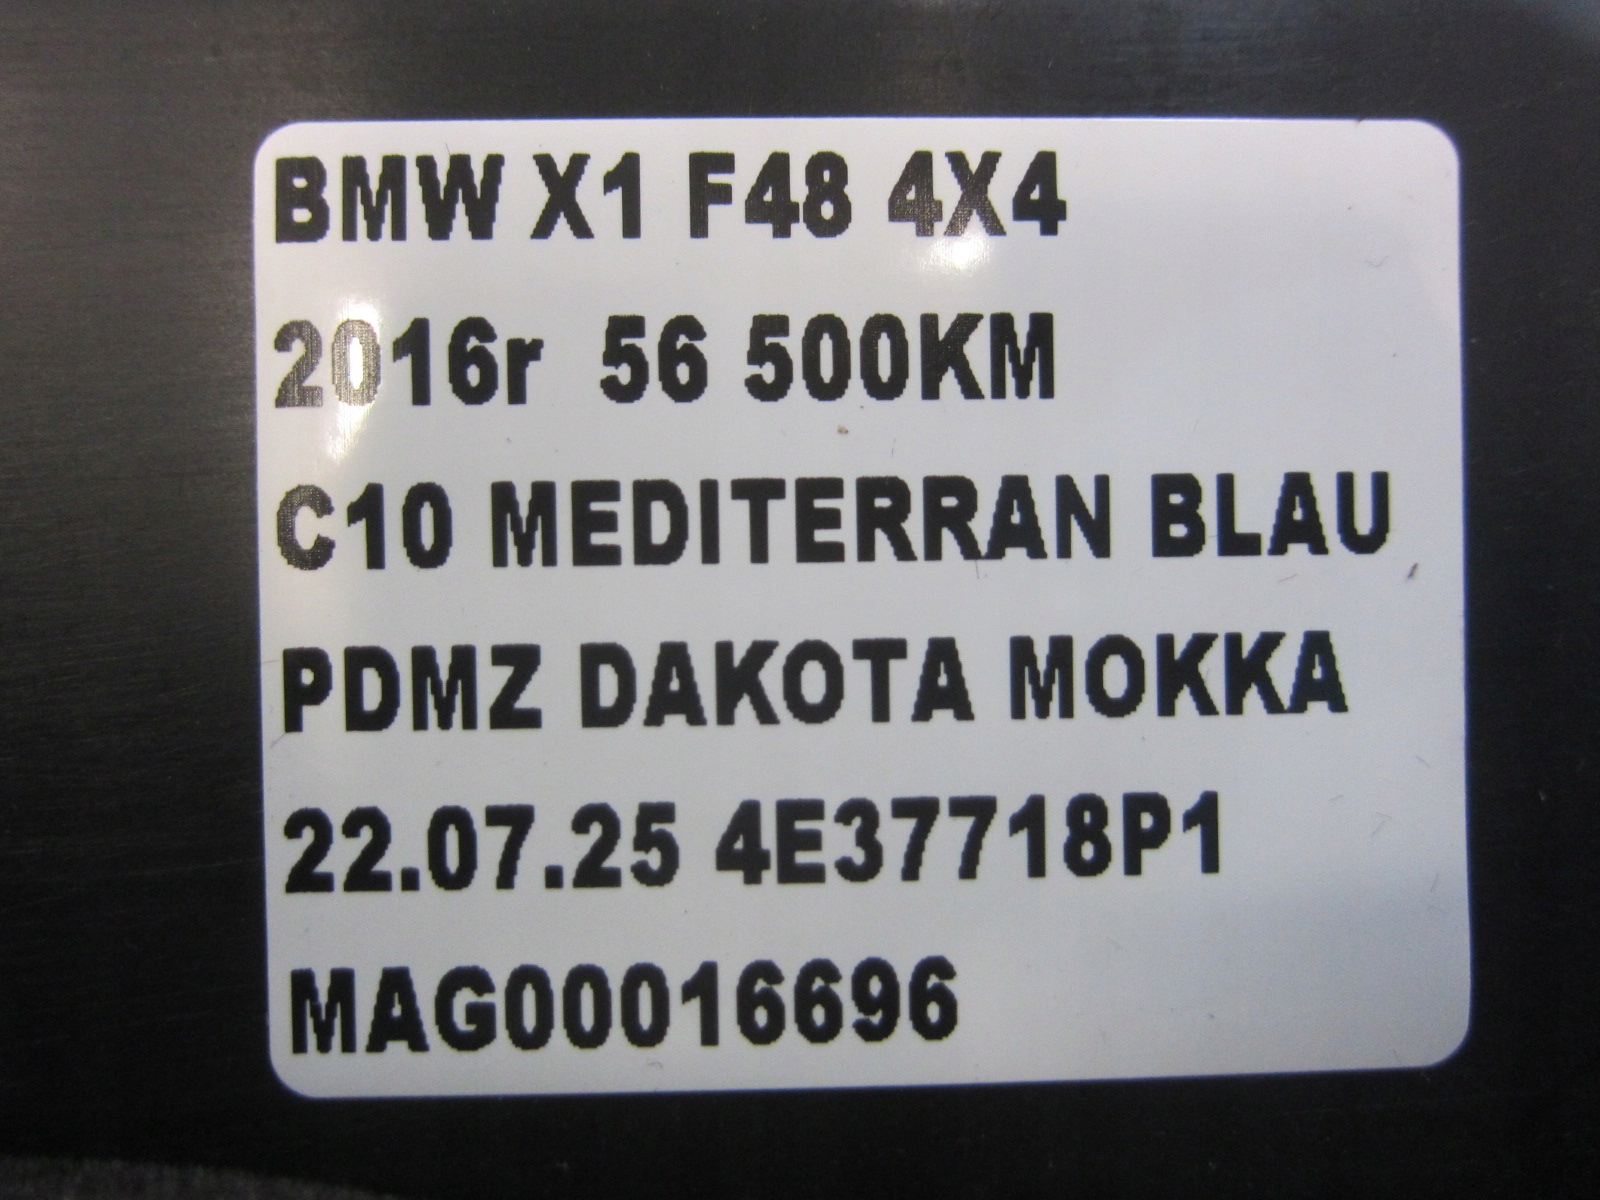 BMW X1 F48 4X4
2016r 56 500KM
C10 MEDITERRAN BLAU
PDMZ DAKOTA MOKKA
22.07.25 4E37718P1
MAG00016696